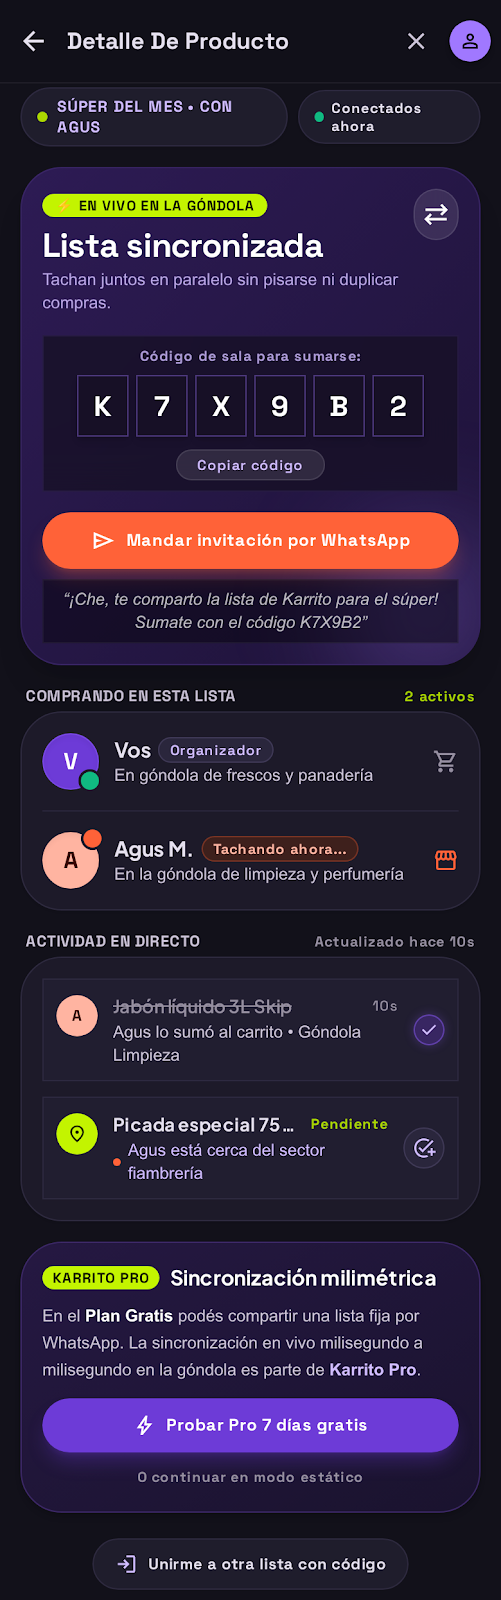 Detalle De Producto
SÚPER DEL MES • CON
AGUS
Conectados
ahora
⚡ EN VIVO EN LA GÓNDOLA
Lista sincronizada
Tachan juntos en paralelo sin pisarse ni duplicar
compras.
Código de sala para sumarse:
K 7 X 9 B 2
Copiar código
Mandar invitación por WhatsApp
“¡Che, te comparto la lista de Karrito para el súper!
Sumate con el código K7X9B2”
COMPRANDO EN ESTA LISTA
2 activos
V
Vos Organizador
En góndola de frescos y panadería
A
Agus M. Tachando ahora...
En la góndola de limpieza y perfumería
ACTIVIDAD EN DIRECTO
Actualizado hace 10s
A
Jabón líquido 3L Skip 10s
Agus lo sumó al carrito • Góndola
Limpieza
Picada especial 75... Pendiente
Agus está cerca del sector
fiambrería
KARRITO PRO Sincronización milimétrica
En el Plan Gratis podés compartir una lista fija por
WhatsApp. La sincronización en vivo milisegundo a
milisegundo en la góndola es parte de Karrito Pro.
Probar Pro 7 días gratis
O continuar en modo estático
Unirme a otra lista con código